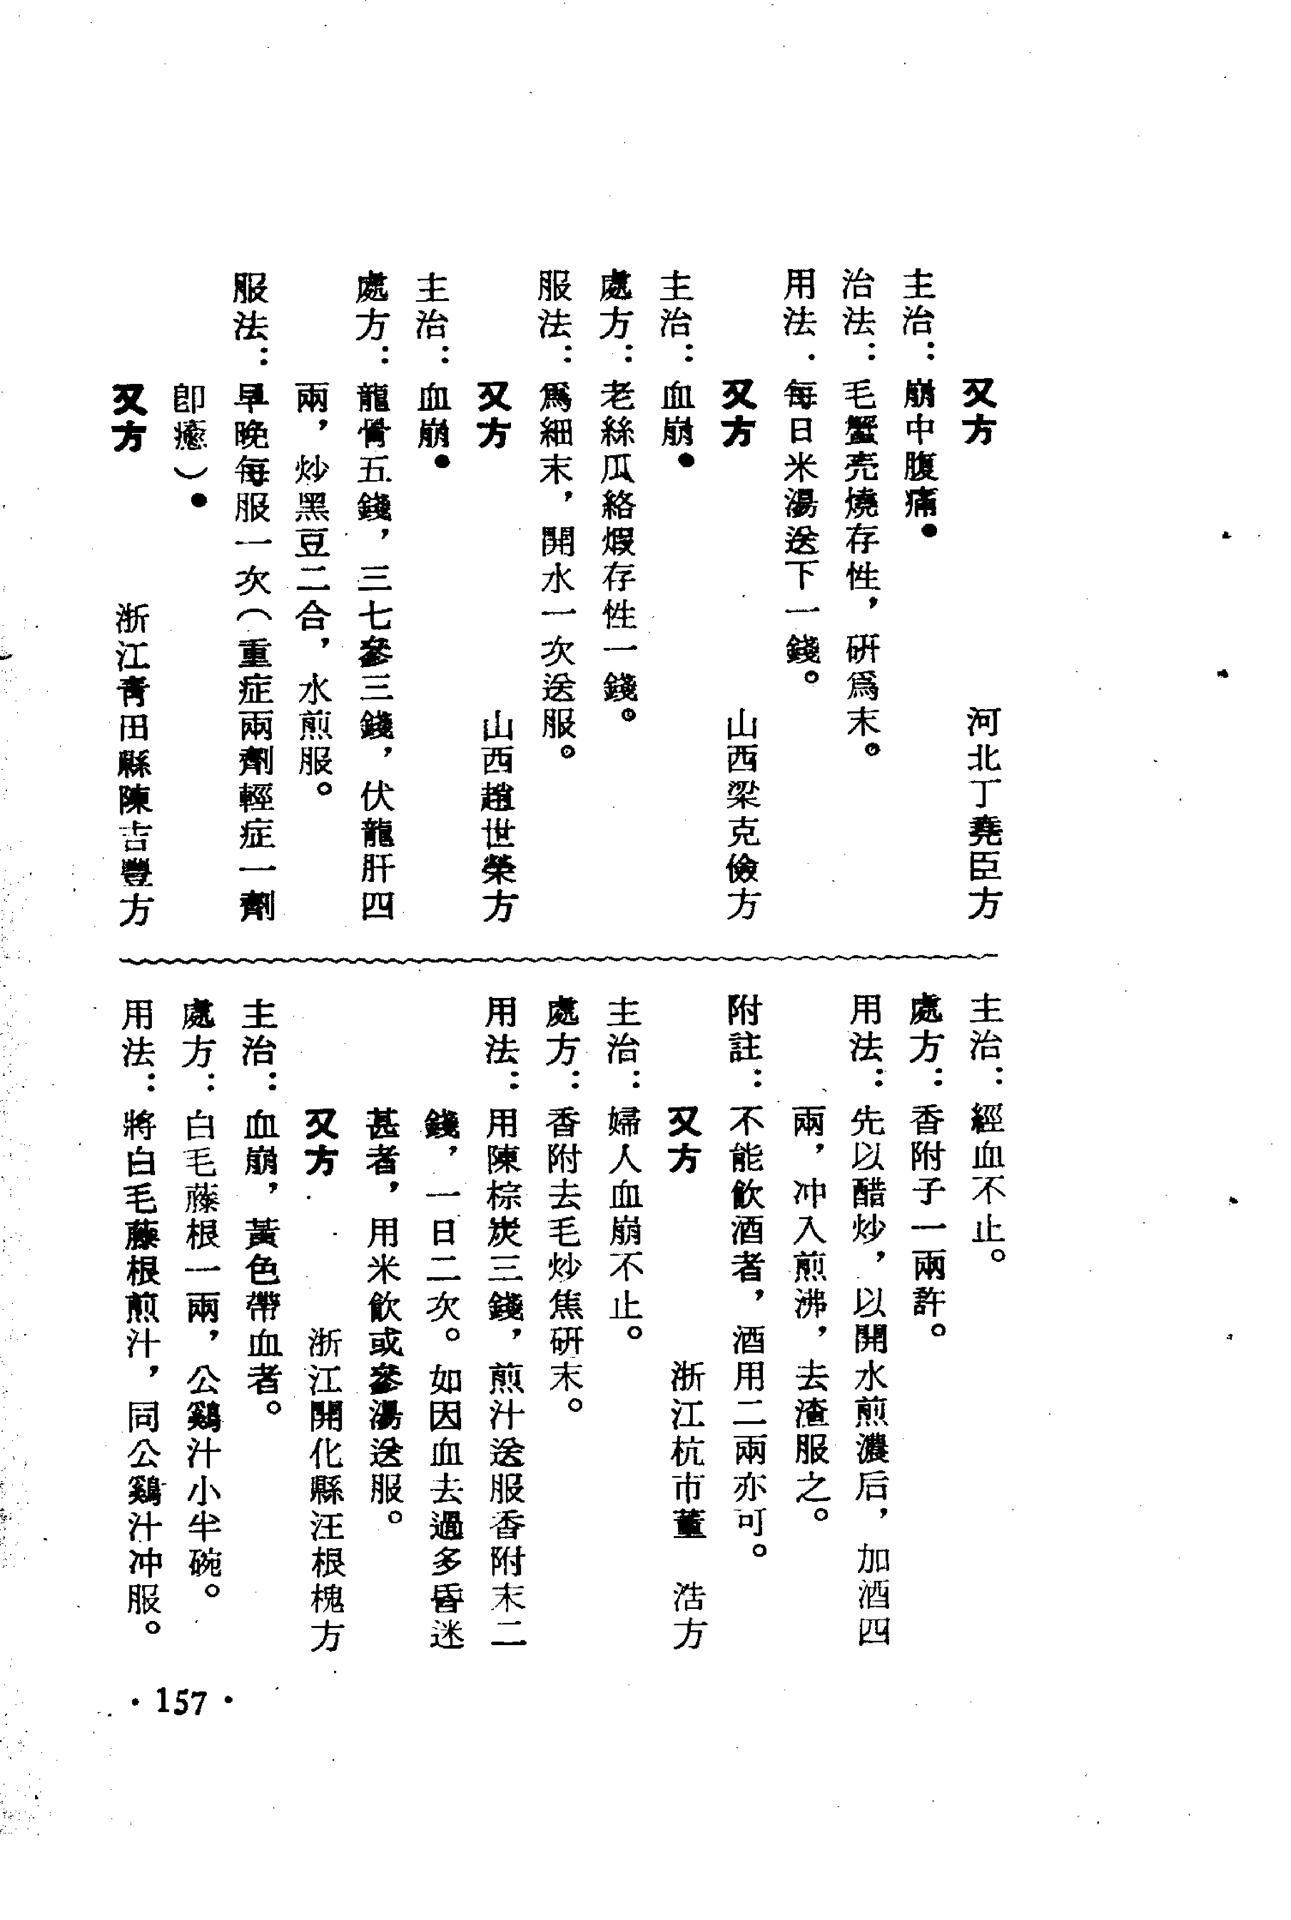 又方　河北丁堯臣方
主治：崩中腹痛。
治法：毛蟹壳燒存性，研爲末。
用法．每日米湯送下一錢。
又方　山西梁克儉方
主治：血崩。
處方：老絲瓜絡煆存性一錢。
服法：爲細末，開水一次送服。
又方　山西趙世榮方
主治：血崩。
處方：龍骨五錢，三七參三錢，伏龍肝四
兩，炒黑豆二合，水煎服。
服法：早晚每服一次（重症兩劑輕症一劑
卽癒）。
又方　浙江青田縣陳吉豐方
主治：經血不止。
處方：香附子一兩許。
用法：先以醋炒，以開水煎濃后，加酒四
兩，冲入煎沸，去渣服之。
附註：不能飲酒者，酒用二兩亦可。
又方　浙江杭市董　浩方
主治：婦人血崩不止。
處方：香附去毛炒焦研末。
用法：用陳棕炭三錢，煎汁送服香附末二
錢，一日二次。如因血去過多昏迷
甚者，用米飲或參湯送服。
又方　浙江開化縣汪根槐方
主治：血崩，黃色帶血者。
處方：白毛藤根一兩，公鷄汁小半碗。
用法：將白毛藤根煎汁，同公鷄汁冲服。
·157·